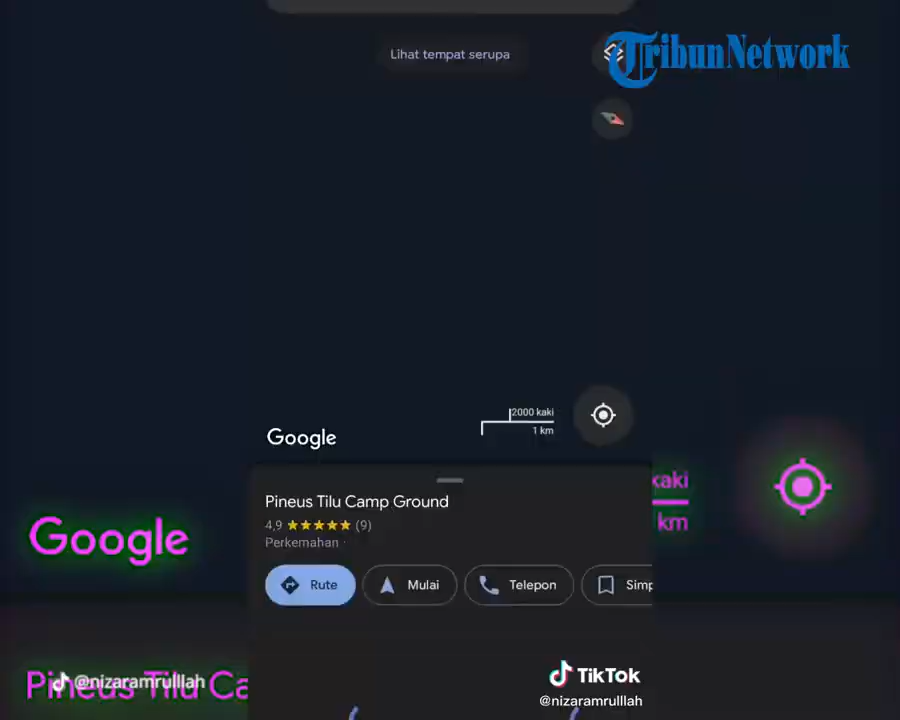 Lihat tempat serupa
TribunNetwork
2000 kaki
1 km
Google
Pineus Tilu Camp Ground
4,9 (9)
Perkemahan ·
Rute
Mulai
Telepon
Simp
TikTok
@nizaramrulllah
Google
kaki
km
Pineus Tilu Ca
@nizaramrulllah